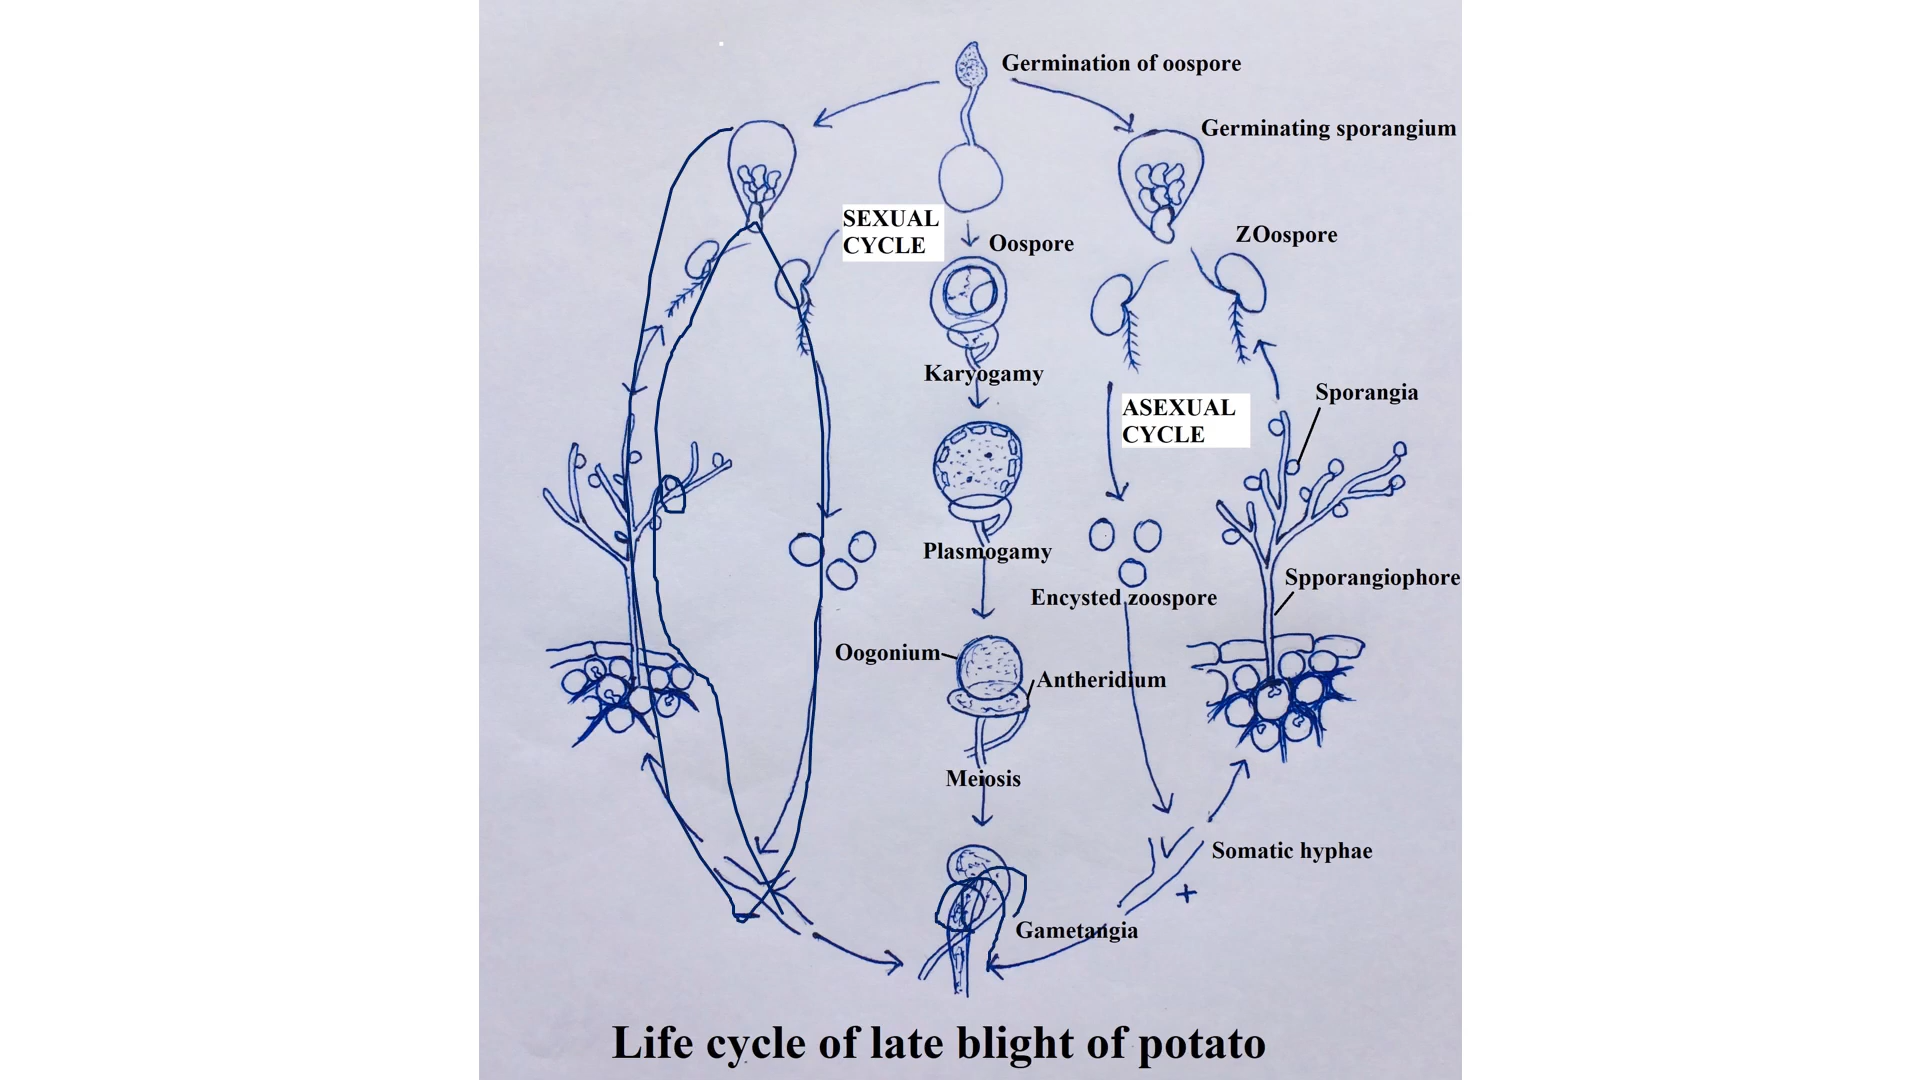 Germination of oospore
Germinating sporangium
SEXUAL
CYCLE
ZOospore
Oospore
Karyogamy
Sporangia
ASEXUAL
CYCLE
Plasmogamy
Spporangiophore
Encysted zoospore
Oogonium
Antheridium
Meiosis
Somatic hyphae
+
Gametangia
Life cycle of late blight of potato